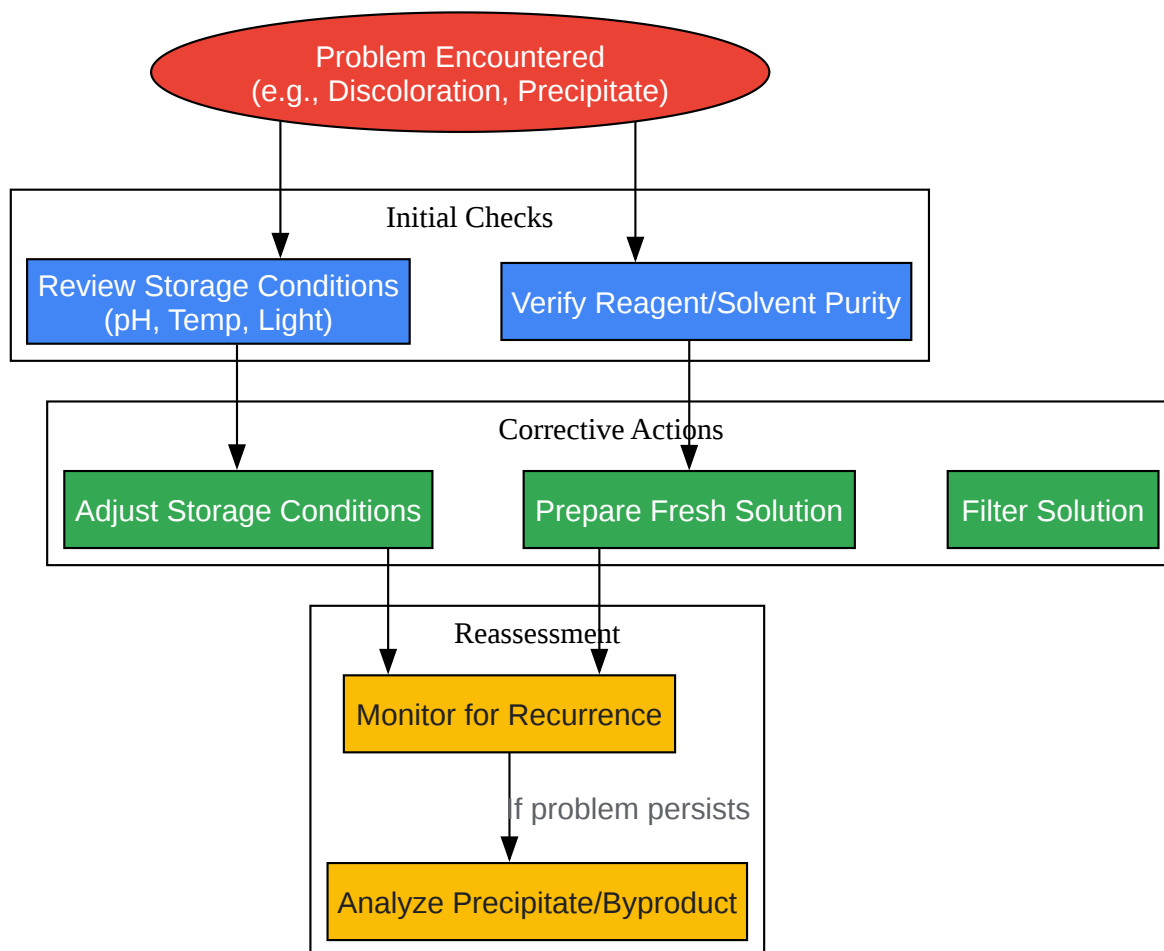 Problem Encountered
(e.g., Discoloration, Precipitate)
Initial Checks
Review Storage Conditions
(pH, Temp, Light)
Verify Reagent/Solvent Purity
Corrective Actions
Adjust Storage Conditions
Prepare Fresh Solution
Filter Solution
Reassessment
Monitor for Recurrence
If problem persists
Analyze Precipitate/Byproduct